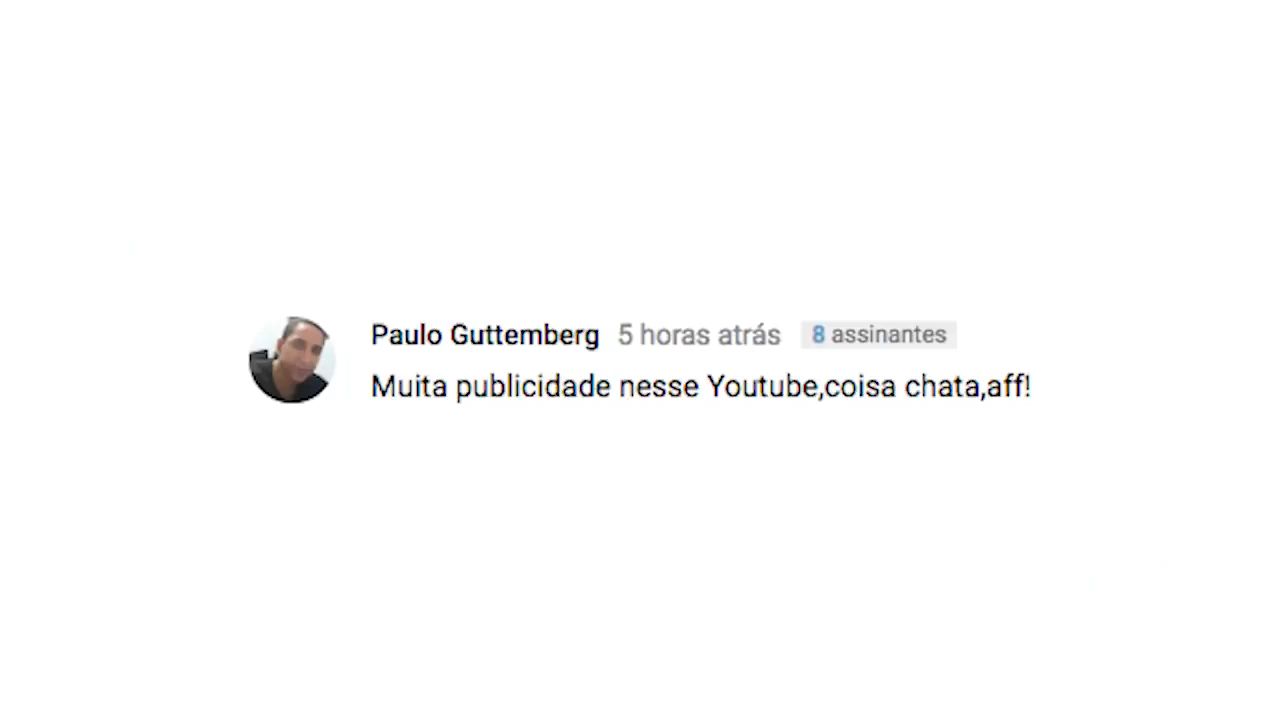 Paulo Guttemberg 5 horas atrás 8 assinantes
Muita publicidade nesse Youtube,coisa chata,aff!